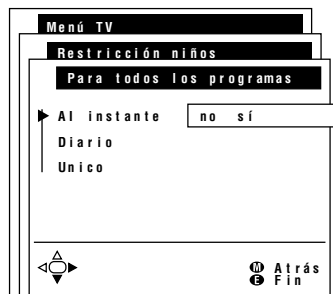 Menú TV
Restricción niños
Para todos los programas
Al instante no sí
Diario
Unico
M Atrás
E Fin